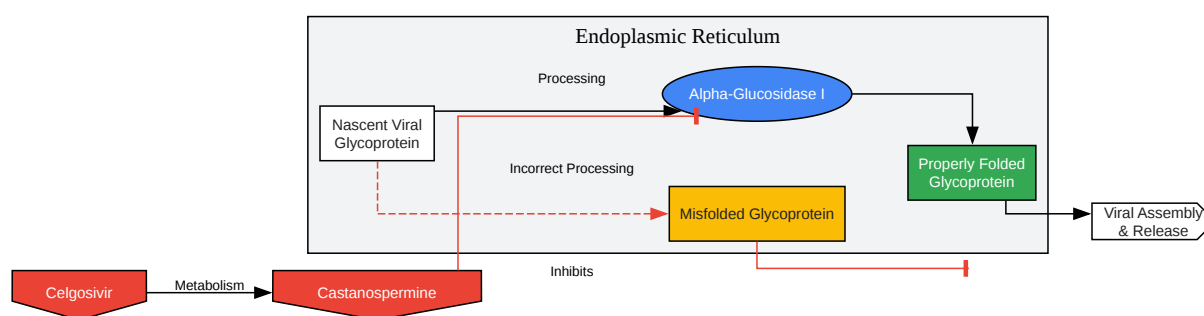 Endoplasmic Reticulum
Processing
Alpha-Glucosidase I
Nascent Viral
Glycoprotein
Properly Folded
Glycoprotein
Incorrect Processing
Misfolded Glycoprotein
Viral Assembly
& Release
Inhibits
Metabolism
Celgosivir
Castanospermine